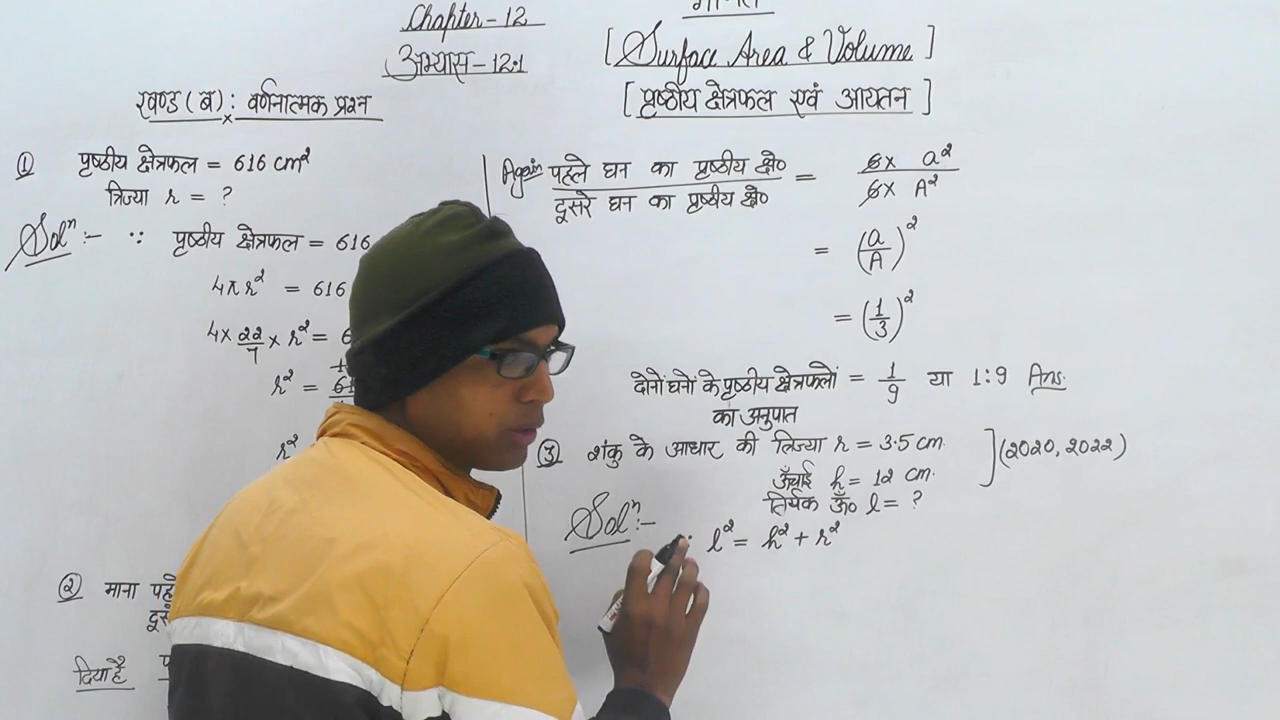 Chapter-12
अभ्यास-12.1
[Surface Area & Volume]
[पृष्ठीय क्षेत्रफल एवं आयतन]
खण्ड (ब): वर्णनात्मक प्रश्न
① पृष्ठीय क्षेत्रफल = 616 cm²
त्रिज्या r = ?
Solⁿ:- ∵ पृष्ठीय क्षेत्रफल = 616
4πr² = 616
4 × 22/7 × r² =
r² =
r²
② माना
दिया है
Again पहले घन का पृष्ठीय क्षे० / दूसरे घन का पृष्ठीय क्षे० = 6 × a² / 6 × A²
= (a/A)²
= (1/3)²
दोनों घनों के पृष्ठीय क्षेत्रफलों = 1/9 या 1:9 Ans.
का अनुपात
③ शंकु के आधार की त्रिज्या r = 3.5 cm. ](2020, 2022)
ऊँचाई h = 12 cm.
तिर्यक ऊँ० l = ?
Solⁿ:- l² = h² + r²